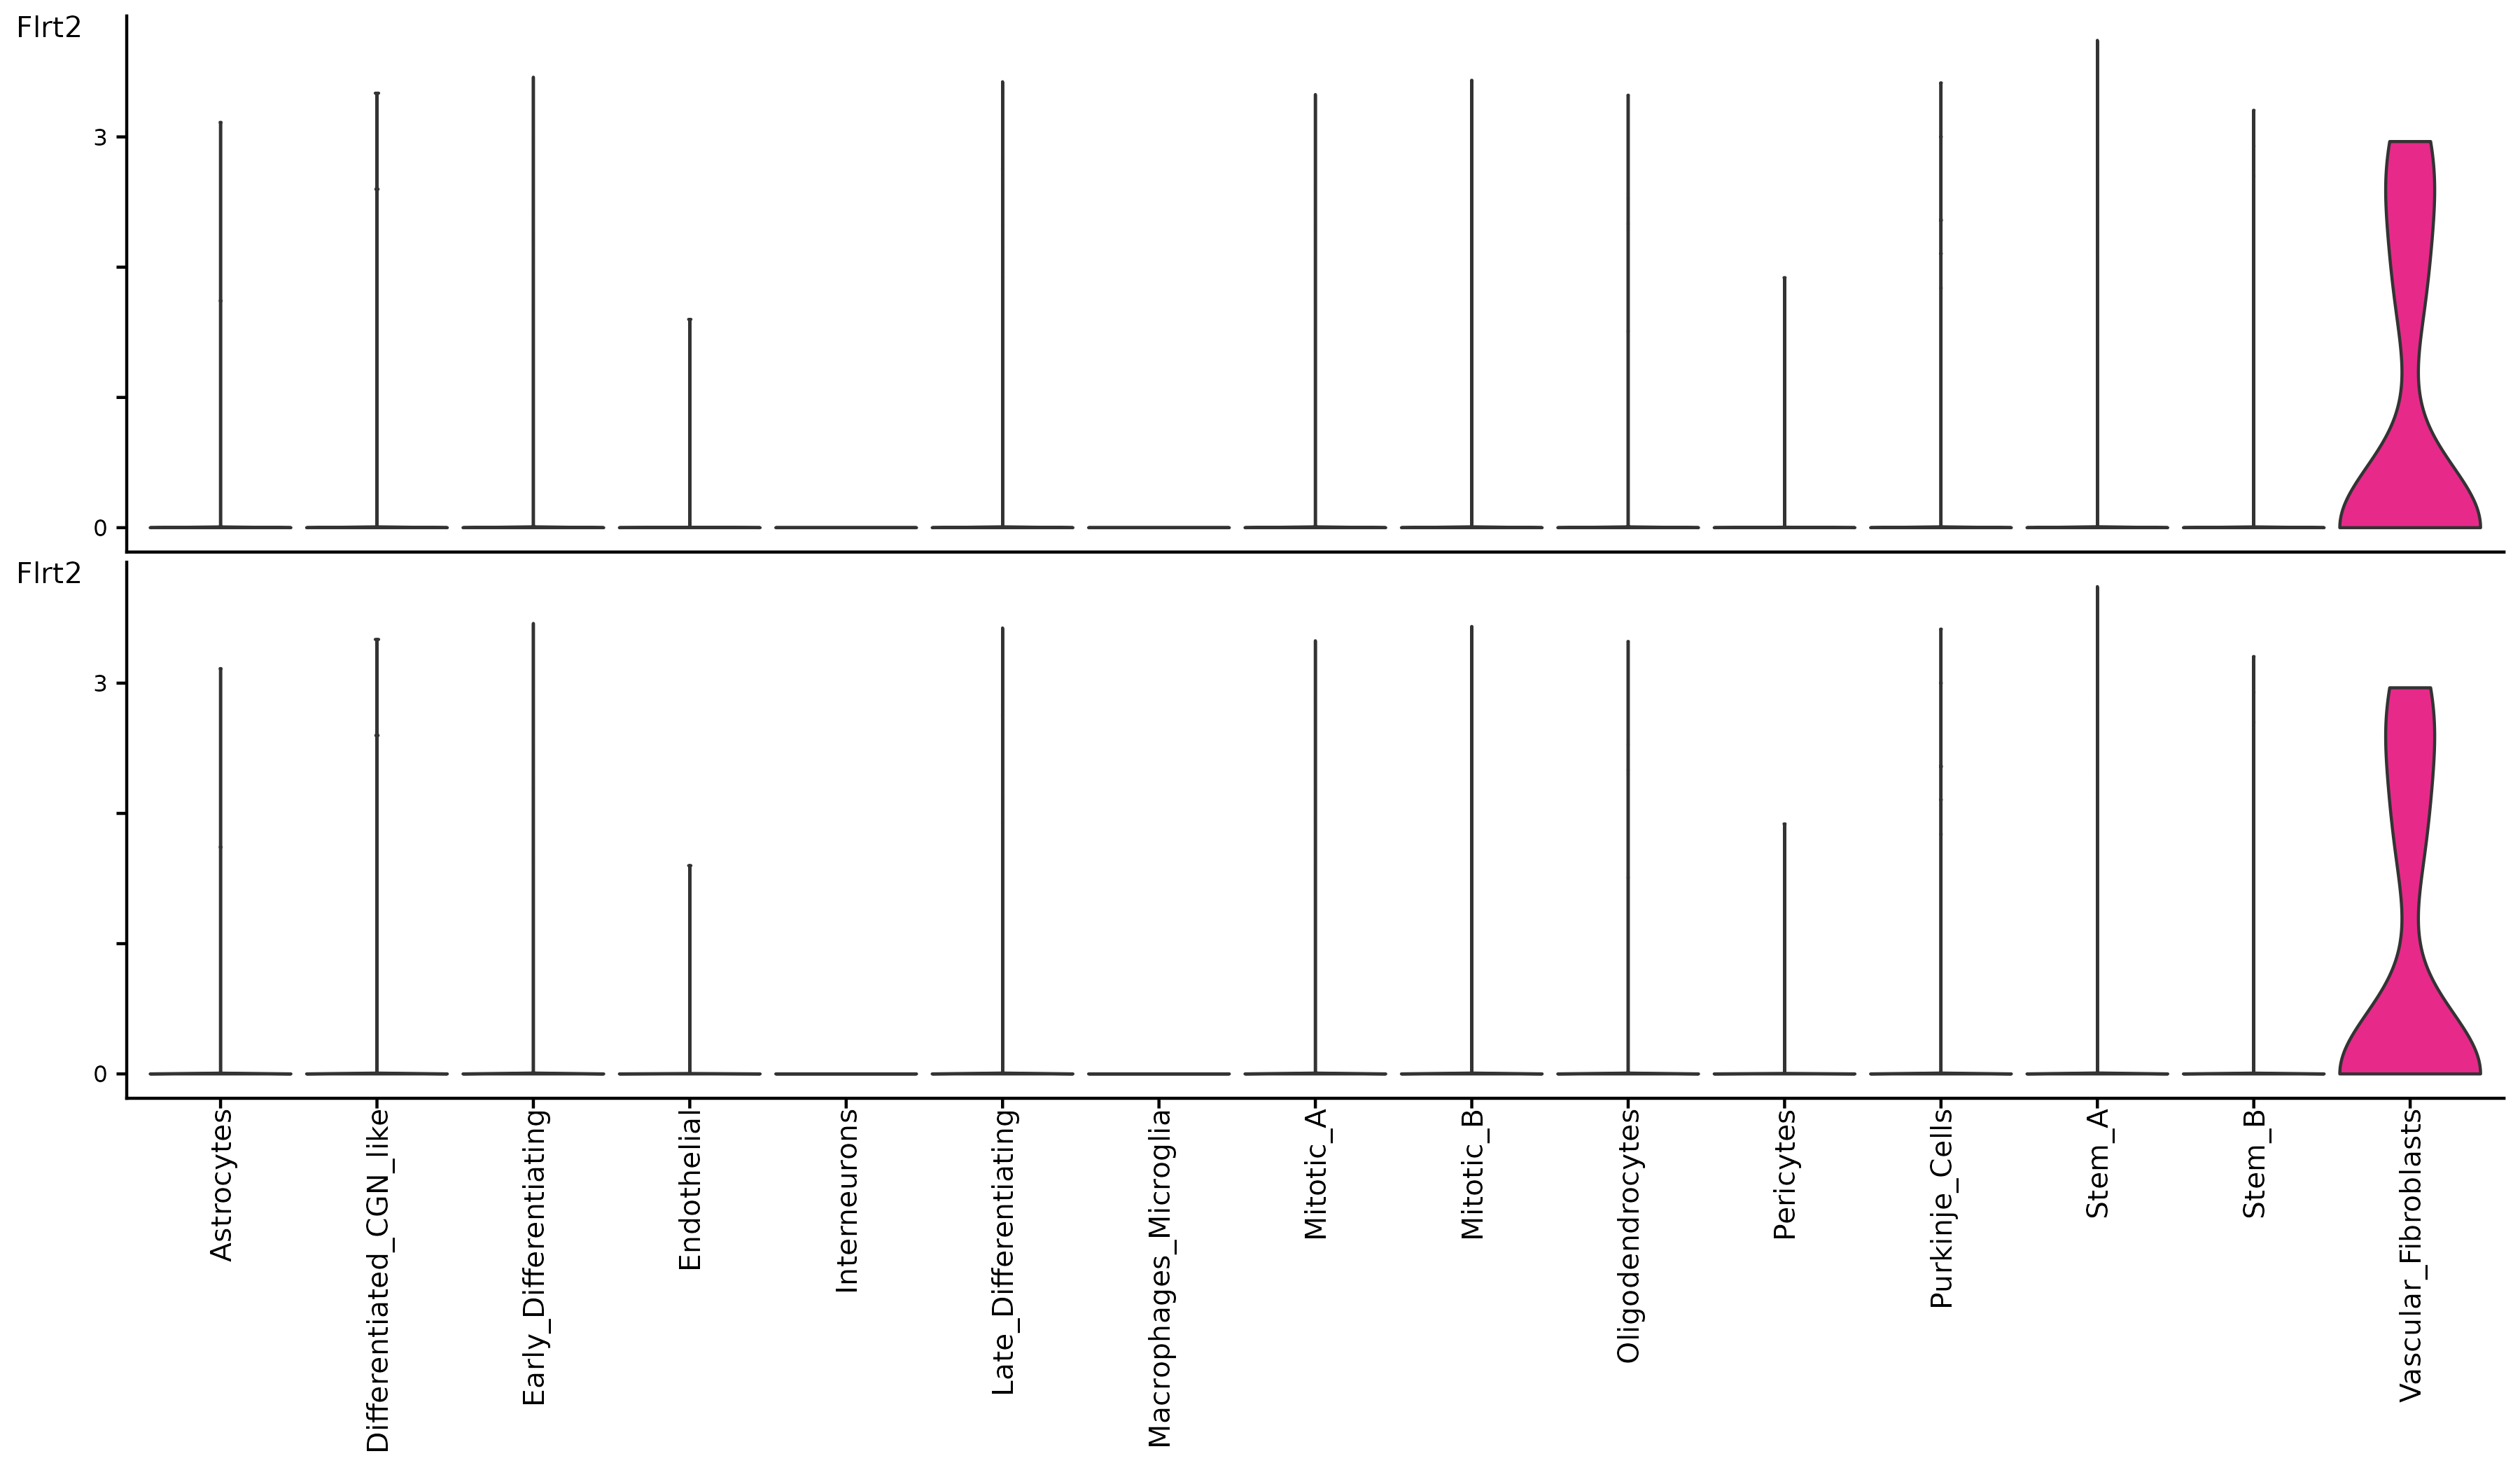 Flrt2
3
0
Flrt2
3
0
Astrocytes
Differentiated_CGN_like
Early_Differentiating
Endothelial
Interneurons
Late_Differentiating
Macrophages_Microglia
Mitotic_A
Mitotic_B
Oligodendrocytes
Pericytes
Purkinje_Cells
Stem_A
Stem_B
Vascular_Fibroblasts